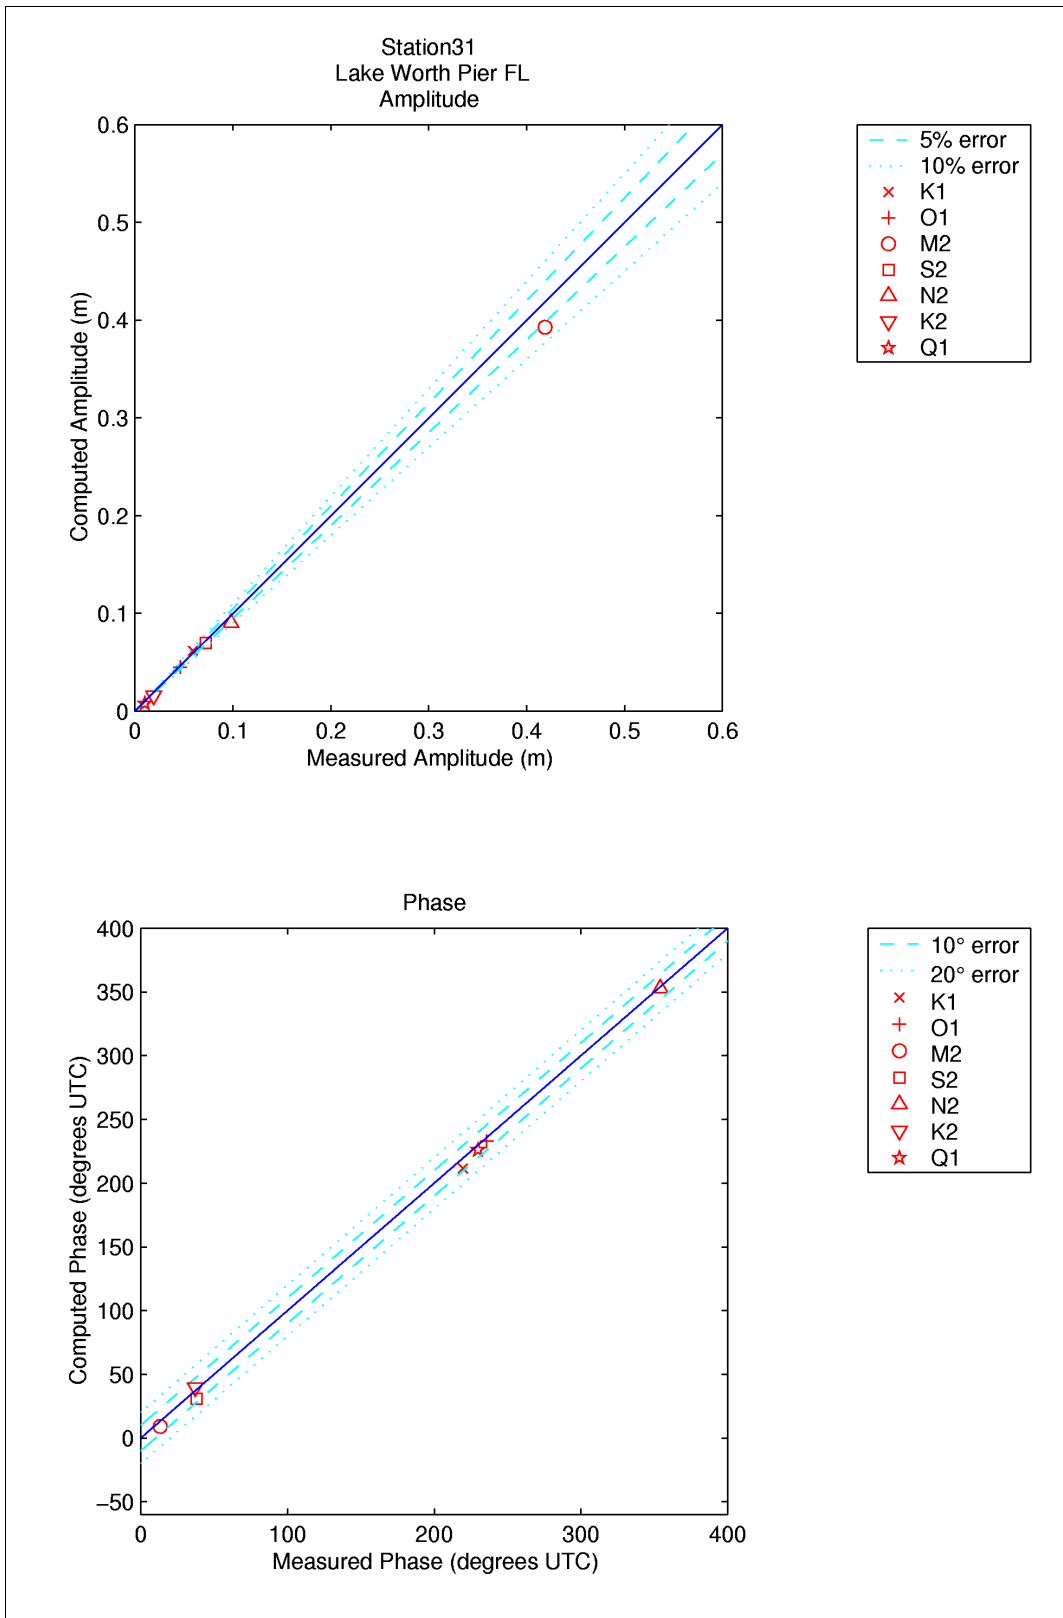 Station31
Lake Worth Pier FL
Amplitude
0.6
0.5
0.4
0.3
0.2
0.1
0
Computed Amplitude (m)
0 0.1 0.2 0.3 0.4 0.5 0.6
Measured Amplitude (m)
5% error
10% error
K1
O1
M2
S2
N2
K2
Q1
Phase
400
350
300
250
200
150
100
50
0
−50
Computed Phase (degrees UTC)
0 100 200 300 400
Measured Phase (degrees UTC)
10° error
20° error
K1
O1
M2
S2
N2
K2
Q1